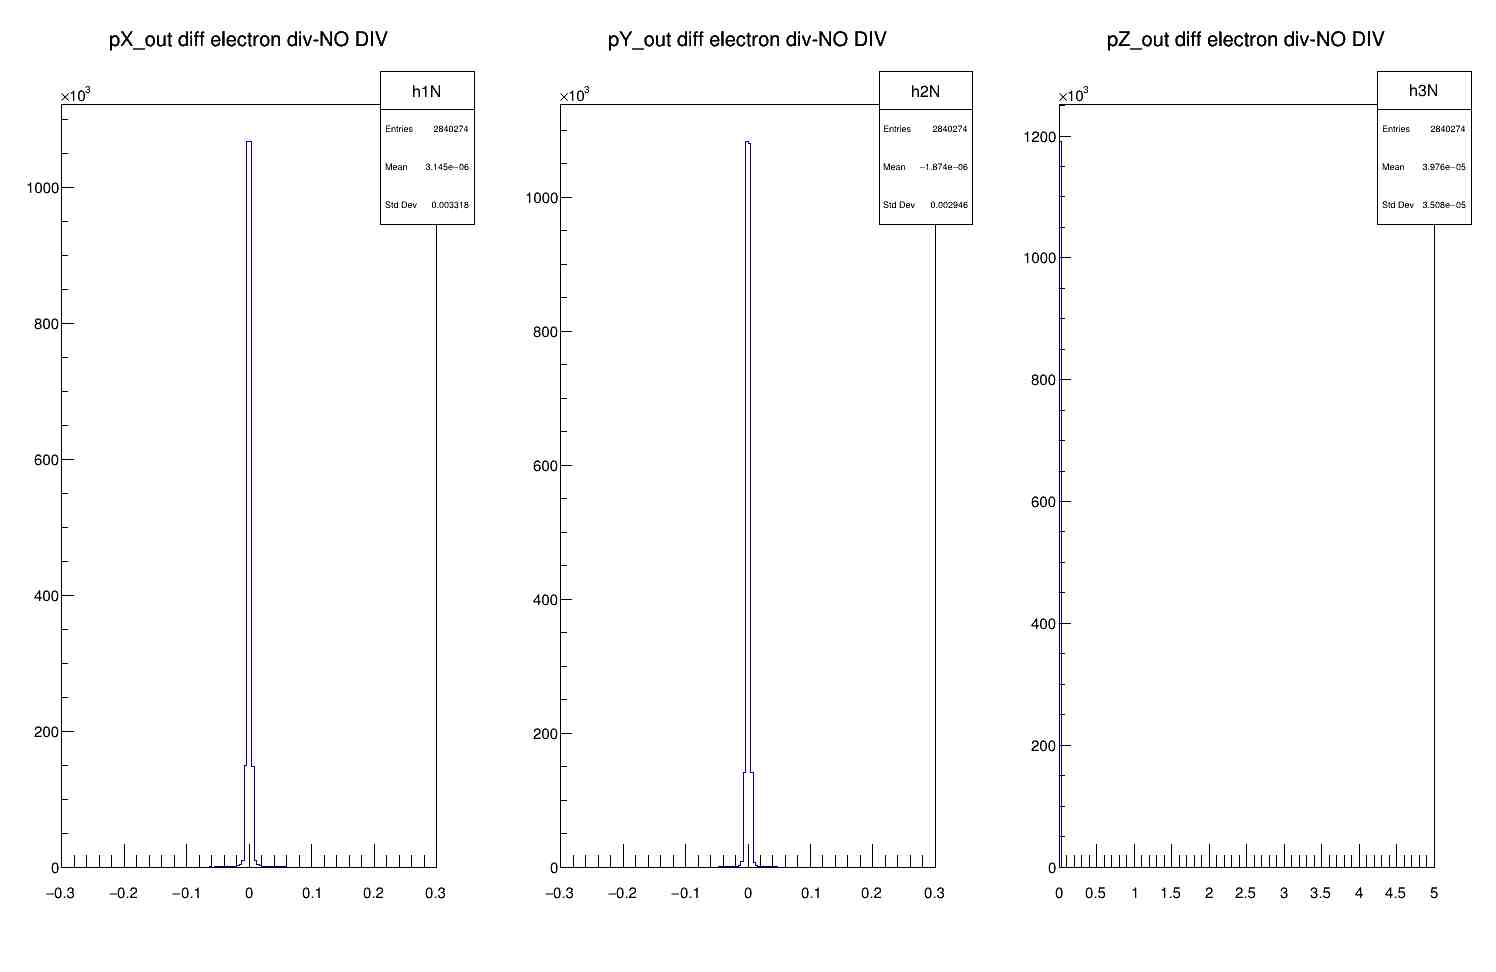 pX_out diff electron div-NO DIV
×10³
h1N
Entries 2840274
Mean 3.145e−06
Std Dev 0.003318
1000
800
600
400
200
0
−0.3 −0.2 −0.1 0 0.1 0.2 0.3
pY_out diff electron div-NO DIV
×10³
h2N
Entries 2840274
Mean −1.874e−06
Std Dev 0.002946
1000
800
600
400
200
0
−0.3 −0.2 −0.1 0 0.1 0.2 0.3
pZ_out diff electron div-NO DIV
×10³
h3N
Entries 2840274
Mean 3.976e−05
Std Dev 3.508e−05
1200
1000
800
600
400
200
0
0 0.5 1 1.5 2 2.5 3 3.5 4 4.5 5